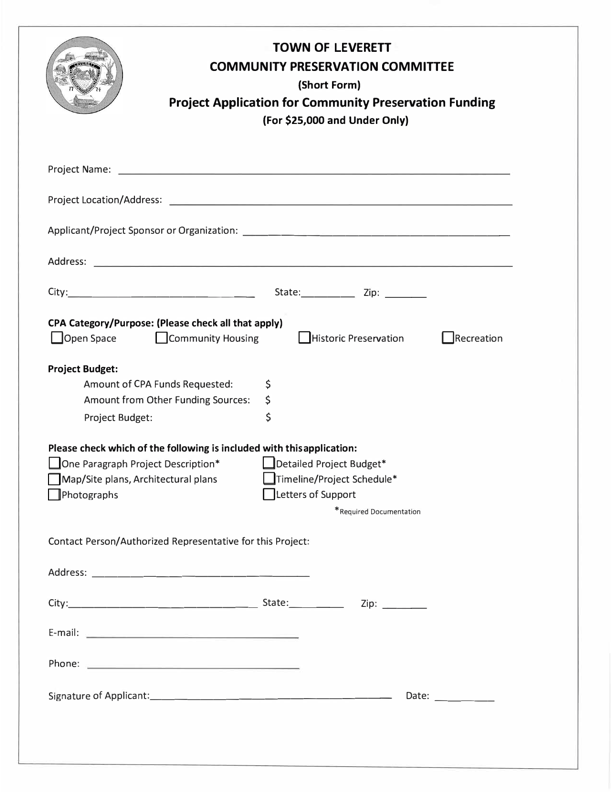 TOWN OF LEVERETT
COMMUNITY PRESERVATION COMMITTEE
(Short Form)
Project Application for Community Preservation Funding
(For $25,000 and Under Only)
Project Name:
Project Location/Address:
Applicant/Project Sponsor or Organization:
Address:
City: State: Zip:
CPA Category/Purpose: (Please check all that apply)
Open Space Community Housing Historic Preservation Recreation
Project Budget:
Amount of CPA Funds Requested: $
Amount from Other Funding Sources: $
Project Budget: $
Please check which of the following is included with thisapplication:
One Paragraph Project Description* Detailed Project Budget*
Map/Site plans, Architectural plans Timeline/Project Schedule*
Photographs Letters of Support
*Required Documentation
Contact Person/Authorized Representative for this Project:
Address:
City: State: Zip:
E-mail:
Phone:
Signature of Applicant: Date: